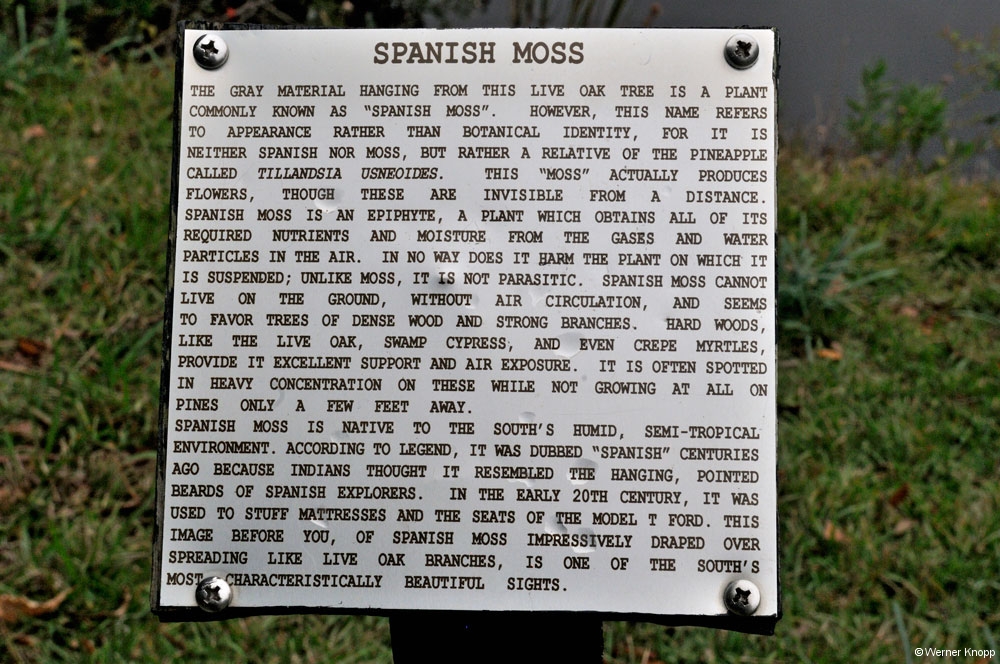 SPANISH MOSS
THE GRAY MATERIAL HANGING FROM THIS LIVE OAK TREE IS A PLANT
COMMONLY KNOWN AS "SPANISH MOSS". HOWEVER, THIS NAME REFERS
TO APPEARANCE RATHER THAN BOTANICAL IDENTITY, FOR IT IS
NEITHER SPANISH NOR MOSS, BUT RATHER A RELATIVE OF THE PINEAPPLE
CALLED TILLANDSIA USNEOIDES. THIS "MOSS" ACTUALLY PRODUCES
FLOWERS, THOUGH THESE ARE INVISIBLE FROM A DISTANCE.
SPANISH MOSS IS AN EPIPHYTE, A PLANT WHICH OBTAINS ALL OF ITS
REQUIRED NUTRIENTS AND MOISTURE FROM THE GASES AND WATER
PARTICLES IN THE AIR. IN NO WAY DOES IT HARM THE PLANT ON WHICH IT
IS SUSPENDED; UNLIKE MOSS, IT IS NOT PARASITIC. SPANISH MOSS CANNOT
LIVE ON THE GROUND, WITHOUT AIR CIRCULATION, AND SEEMS
TO FAVOR TREES OF DENSE WOOD AND STRONG BRANCHES. HARD WOODS,
LIKE THE LIVE OAK, SWAMP CYPRESS, AND EVEN CREPE MYRTLES,
PROVIDE IT EXCELLENT SUPPORT AND AIR EXPOSURE. IT IS OFTEN SPOTTED
IN HEAVY CONCENTRATION ON THESE WHILE NOT GROWING AT ALL ON
PINES ONLY A FEW FEET AWAY.
SPANISH MOSS IS NATIVE TO THE SOUTH'S HUMID, SEMI-TROPICAL
ENVIRONMENT. ACCORDING TO LEGEND, IT WAS DUBBED "SPANISH" CENTURIES
AGO BECAUSE INDIANS THOUGHT IT RESEMBLED THE HANGING, POINTED
BEARDS OF SPANISH EXPLORERS. IN THE EARLY 20TH CENTURY, IT WAS
USED TO STUFF MATTRESSES AND THE SEATS OF THE MODEL T FORD. THIS
IMAGE BEFORE YOU, OF SPANISH MOSS IMPRESSIVELY DRAPED OVER
SPREADING LIKE LIVE OAK BRANCHES, IS ONE OF THE SOUTH'S
MOST CHARACTERISTICALLY BEAUTIFUL SIGHTS.
©Werner Knopp